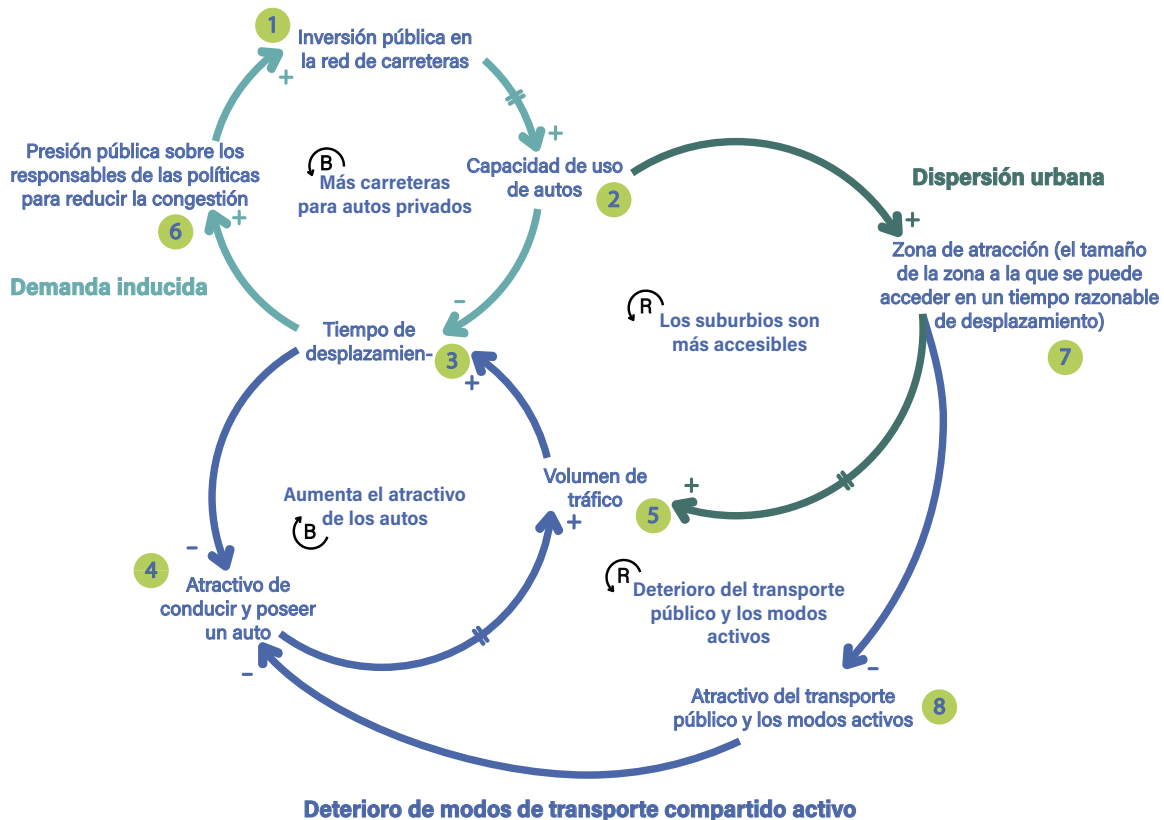 1
Inversión pública en
la red de carreteras
+
+
Presión pública sobre los
responsables de las políticas
para reducir la congestión
+
6
B
Más carreteras
para autos privados
Capacidad de uso
de autos
2
Dispersión urbana
+
Zona de atracción (el tamaño
de la zona a la que se puede
acceder en un tiempo razonable
de desplazamiento)
7
Demanda inducida
–
R
Los suburbios son
más accesibles
Tiempo de
desplazamien-
3
+
Aumenta el atractivo
de los autos
B
Volumen de
tráfico
+
5
+
–
4
Atractivo de
conducir y poseer
un auto
–
R
Deterioro del transporte
público y los modos
activos
–
Atractivo del transporte
público y los modos activos
8
Deterioro de modos de transporte compartido activo